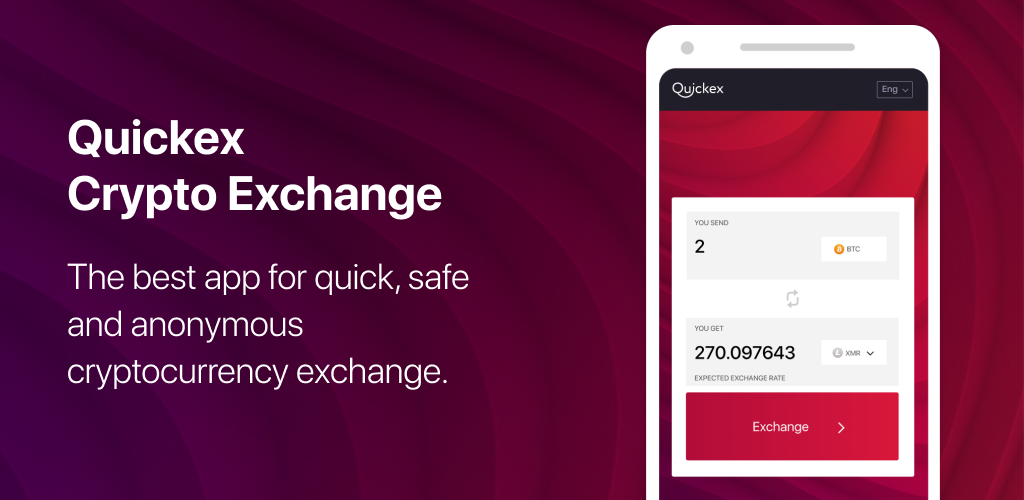 Quickex
Crypto Exchange
The best app for quick, safe
and anonymous
cryptocurrency exchange.
Quickex
Eng
YOU SEND
2
BTC
YOU GET
270.097643
XMR
EXPECTED EXCHANGE RATE
Exchange